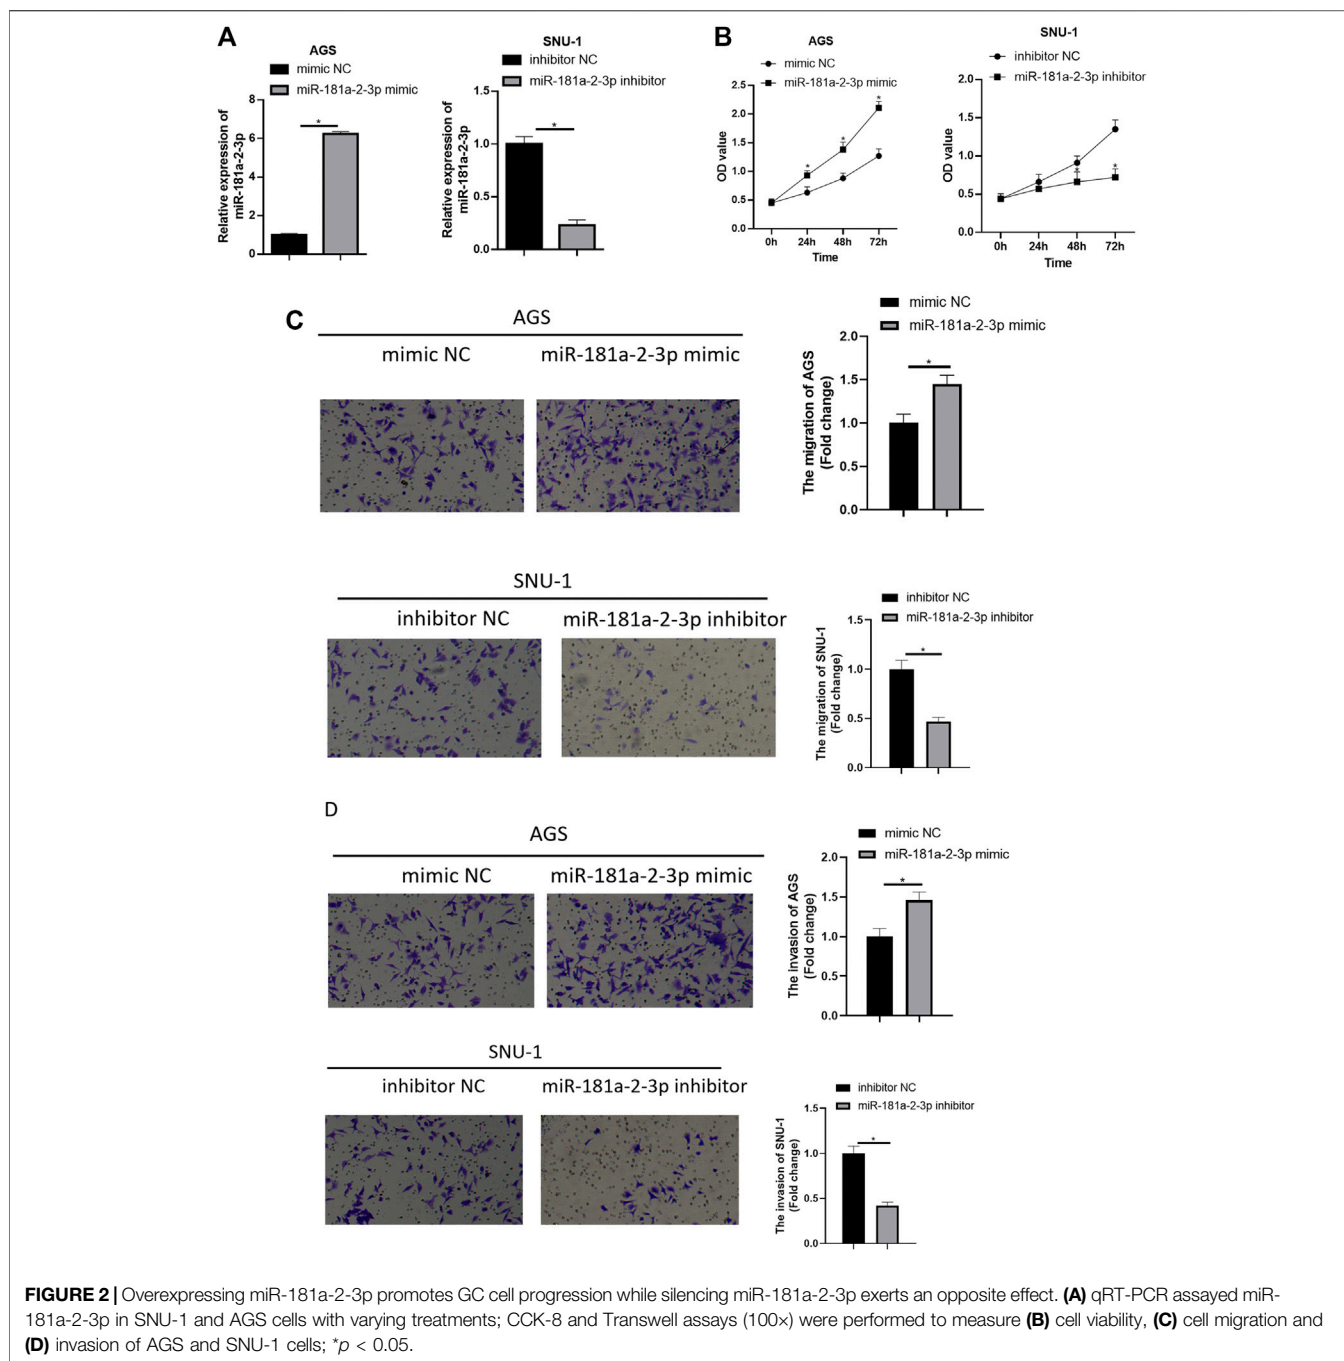 A
AGS
mimic NC
miR-181a-2-3p mimic
Relative expression of
miR-181a-2-3p
8
6
4
2
0
*
SNU-1
inhibitor NC
miR-181a-2-3p inhibitor
Relative expression of
miR-181a-2-3p
1.5
1.0
0.5
0.0
*
B
AGS
mimic NC
miR-181a-2-3p mimic
OD value
2.5
2.0
1.5
1.0
0.5
0.0
*
*
*
0h 24h 48h 72h
Time
SNU-1
inhibitor NC
miR-181a-2-3p inhibitor
OD value
2.0
1.5
1.0
0.5
0.0
*
*
0h 24h 48h 72h
Time
C
AGS
mimic NC miR-181a-2-3p mimic
mimic NC
miR-181a-2-3p mimic
The migration of AGS
(Fold change)
2.0
1.5
1.0
0.5
0.0
*
SNU-1
inhibitor NC miR-181a-2-3p inhibitor
inhibitor NC
miR-181a-2-3p inhibitor
The migration of SNU-1
(Fold change)
1.5
1.0
0.5
0.0
*
D
AGS
mimic NC miR-181a-2-3p mimic
mimic NC
miR-181a-2-3p mimic
The invasion of AGS
(Fold change)
2.0
1.5
1.0
0.5
0.0
*
SNU-1
inhibitor NC miR-181a-2-3p inhibitor
inhibitor NC
miR-181a-2-3p inhibitor
The invasion of SNU-1
(Fold change)
1.5
1.0
0.5
0.0
*
FIGURE 2 | Overexpressing miR-181a-2-3p promotes GC cell progression while silencing miR-181a-2-3p exerts an opposite effect. (A) qRT-PCR assayed miR-
181a-2-3p in SNU-1 and AGS cells with varying treatments; CCK-8 and Transwell assays (100×) were performed to measure (B) cell viability, (C) cell migration and
(D) invasion of AGS and SNU-1 cells; *p < 0.05.